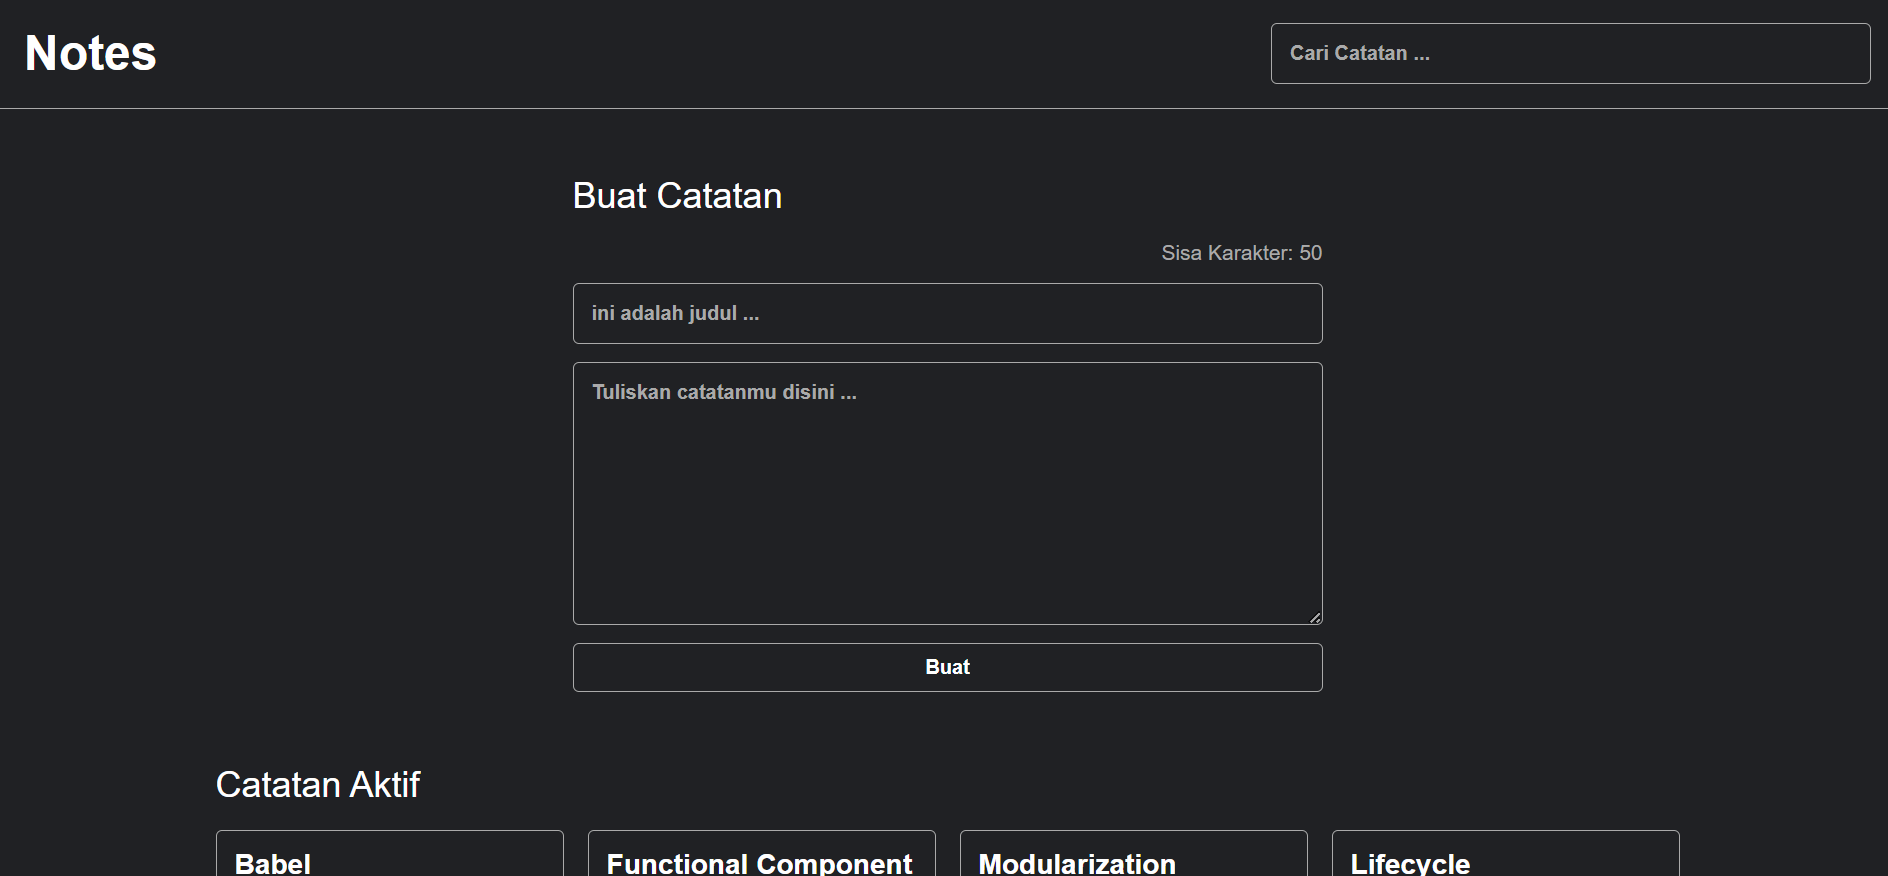 Notes
Cari Catatan ...
Buat Catatan
Sisa Karakter: 50
ini adalah judul ...
Tuliskan catatanmu disini ...
Buat
Catatan Aktif
Babel
Functional Component
Modularization
Lifecycle